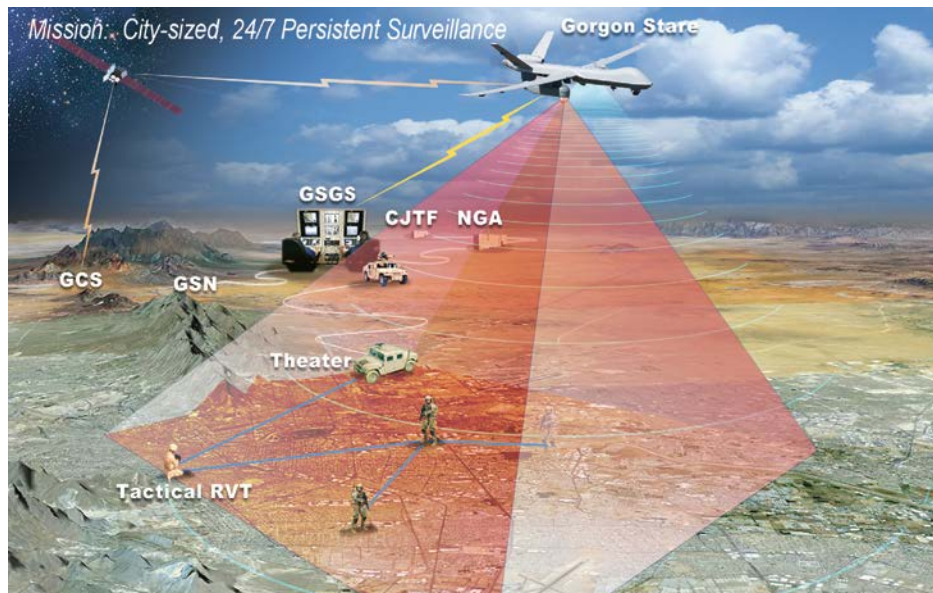 Mission: City-sized, 24/7 Persistent Surveillance
Gorgon Stare
GSGS
CJTF
NGA
GCS
GSN
Theater
Tactical RVT